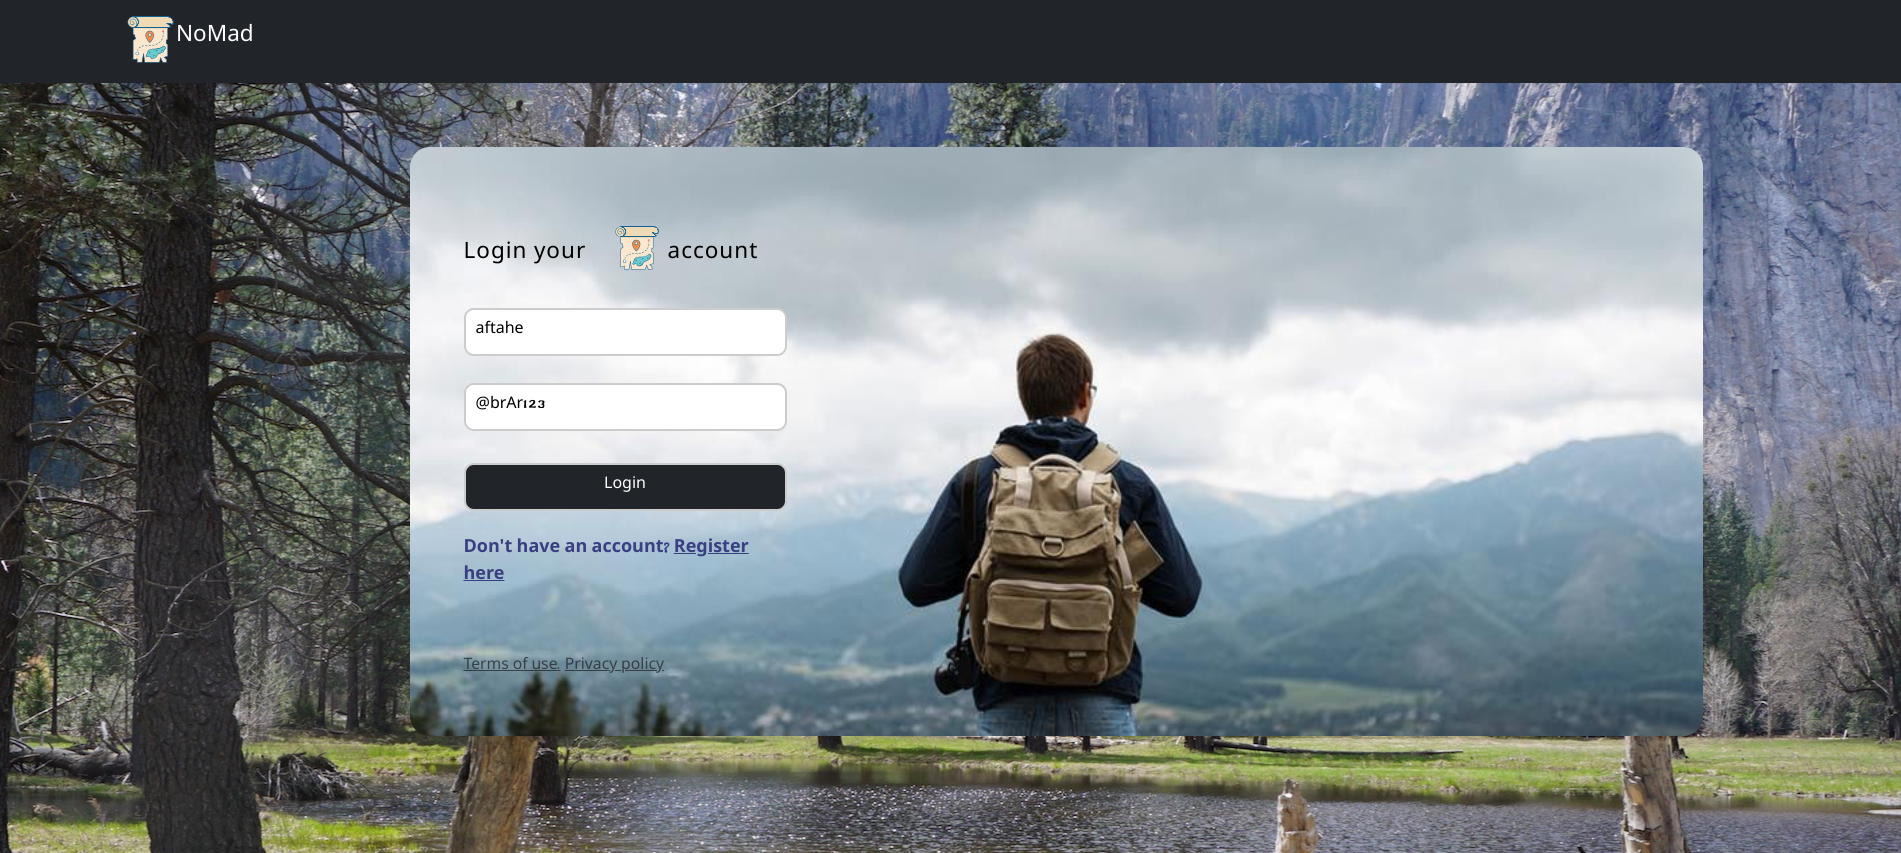 NoMad
Login your account
aftahe
@brAr123
Login
Don't have an account? Register
here
Terms of use. Privacy policy